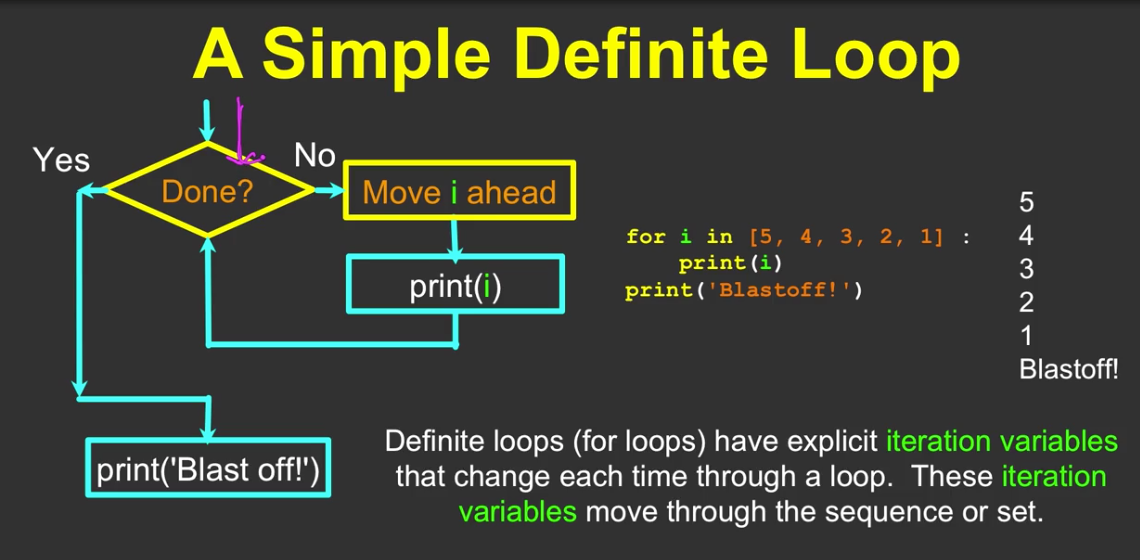 A Simple Definite Loop
Yes
Done?
No
Move i ahead
print(i)
print('Blast off!')
for i in [5, 4, 3, 2, 1] :
    print(i)
print('Blastoff!')
5
4
3
2
1
Blastoff!
Definite loops (for loops) have explicit iteration variables
that change each time through a loop.  These iteration
variables move through the sequence or set.